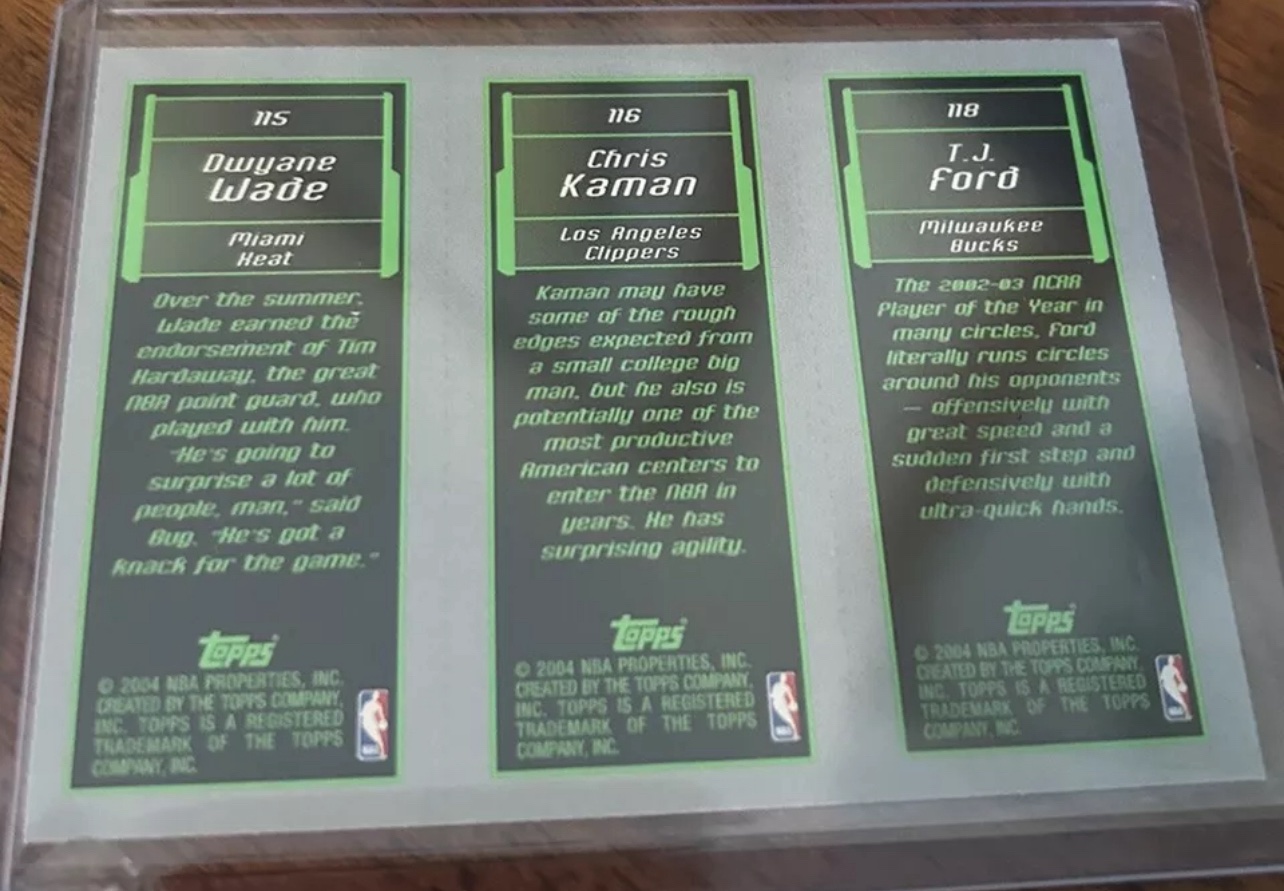 115
Dwyane
Wade
Miami
Heat
Over the summer,
Wade earned the
endorsement of Tim
Hardaway, the great
NBA point guard, who
played with him.
"He's going to
surprise a lot of
people, man," said
Bug. "He's got a
knack for the game."
Topps
© 2004 NBA PROPERTIES, INC.
CREATED BY THE TOPPS COMPANY,
INC. TOPPS IS A REGISTERED
TRADEMARK OF THE TOPPS
COMPANY, INC.
116
Chris
Kaman
Los Angeles
Clippers
Kaman may have
some of the rough
edges expected from
a small college big
man, but he also is
potentially one of the
most productive
American centers to
enter the NBA in
years. He has
surprising agility.
Topps
© 2004 NBA PROPERTIES, INC.
CREATED BY THE TOPPS COMPANY,
INC. TOPPS IS A REGISTERED
TRADEMARK OF THE TOPPS
COMPANY, INC.
118
T.J.
Ford
Milwaukee
Bucks
The 2002-03 NCAA
Player of the Year in
many circles, Ford
literally runs circles
around his opponents
— offensively with
great speed and a
sudden first step and
defensively with
ultra-quick hands.
Topps
© 2004 NBA PROPERTIES, INC.
CREATED BY THE TOPPS COMPANY,
INC. TOPPS IS A REGISTERED
TRADEMARK OF THE TOPPS
COMPANY, INC.